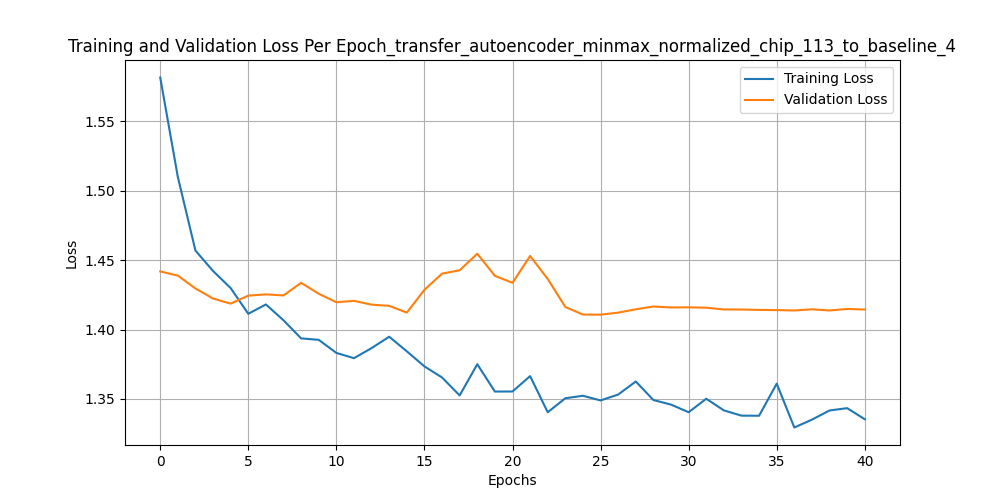 Training and Validation Loss Per Epoch_transfer_autoencoder_minmax_normalized_chip_113_to_baseline_4
Training Loss
Validation Loss
1.55
1.50
1.45
1.40
1.35
Loss
0 5 10 15 20 25 30 35 40
Epochs